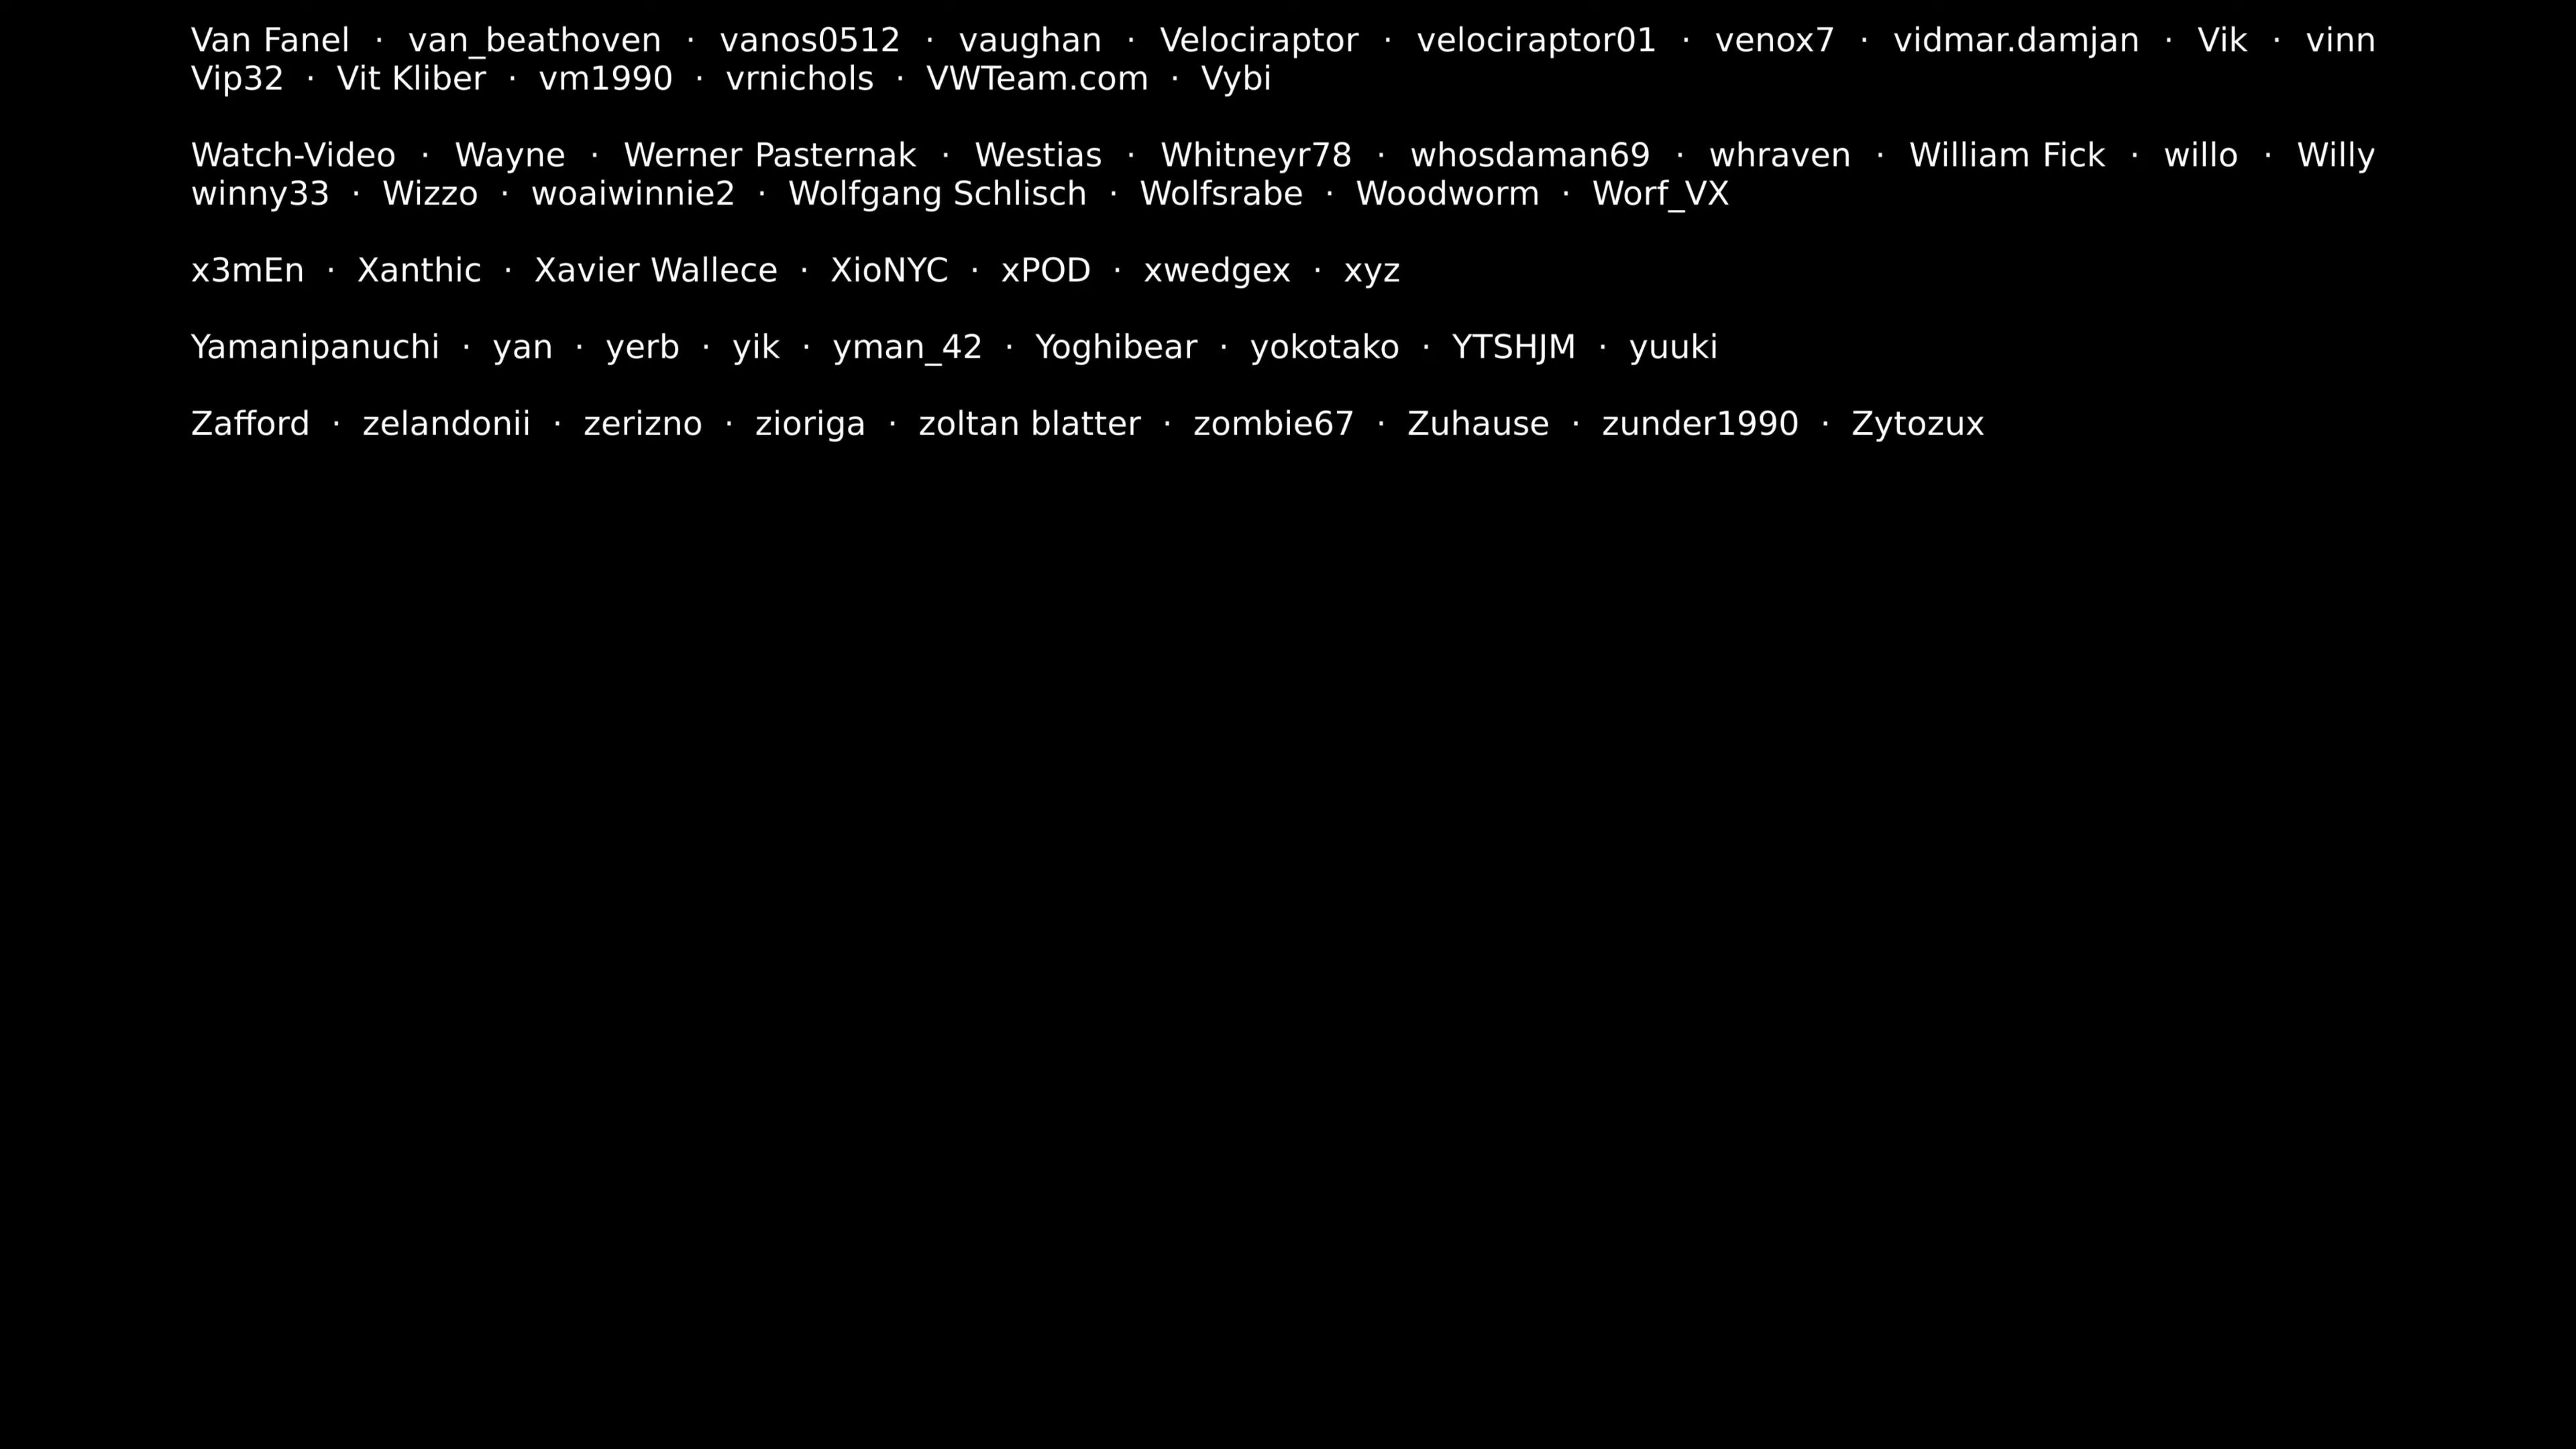 Van Fanel · van_beathoven · vanos0512 · vaughan · Velociraptor · velociraptor01 · venox7 · vidmar.damjan · Vik · vinn
Vip32 · Vit Kliber · vm1990 · vrnichols · VWTeam.com · Vybi
Watch-Video · Wayne · Werner Pasternak · Westias · Whitneyr78 · whosdaman69 · whraven · William Fick · willo · Willy
winny33 · Wizzo · woaiwinnie2 · Wolfgang Schlisch · Wolfsrabe · Woodworm · Worf_VX
x3mEn · Xanthic · Xavier Wallece · XioNYC · xPOD · xwedgex · xyz
Yamanipanuchi · yan · yerb · yik · yman_42 · Yoghibear · yokotako · YTSHJM · yuuki
Zafford · zelandonii · zerizno · zioriga · zoltan blatter · zombie67 · Zuhause · zunder1990 · Zytozux